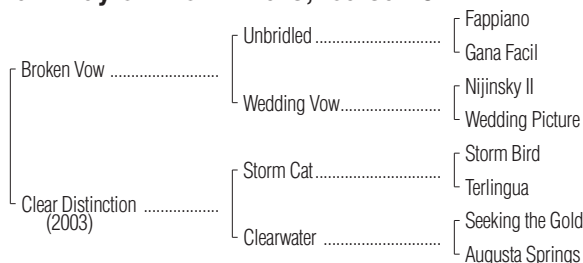 Fappiano
Unbridled
Gana Facil
Broken Vow
Nijinsky II
Wedding Vow
Wedding Picture
Storm Bird
Storm Cat
Terlingua
Clear Distinction
(2003)
Seeking the Gold
Clearwater
Augusta Springs